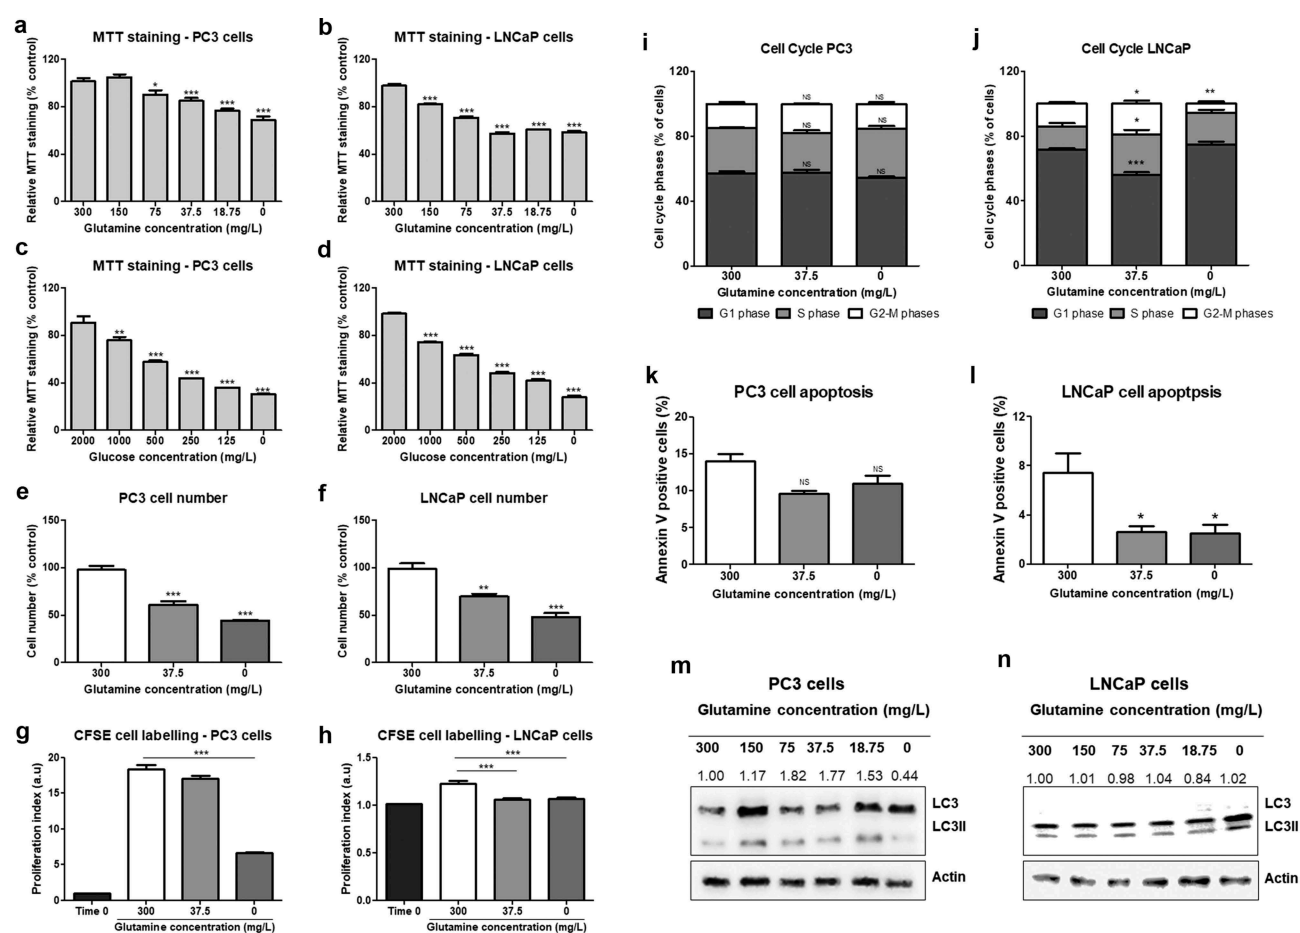 a
MTT staining - PC3 cells
Relative MTT staining (% control)
120
80
40
0
* *** *** ***
300 150 75 37.5 18.75 0
Glutamine concentration (mg/L)
b
MTT staining - LNCaP cells
Relative MTT staining (% control)
120
80
40
0
*** *** *** *** ***
300 150 75 37.5 18.75 0
Glutamine concentration (mg/L)
c
MTT staining - PC3 cells
Relative MTT staining (% control)
120
80
40
0
** *** *** *** ***
2000 1000 500 250 125 0
Glucose concentration (mg/L)
d
MTT staining - LNCaP cells
Relative MTT staining (% control)
120
80
40
0
*** *** *** *** ***
2000 1000 500 250 125 0
Glucose concentration (mg/L)
e
PC3 cell number
Cell number (% control)
150
100
50
0
*** ***
300 37.5 0
Glutamine concentration (mg/L)
f
LNCaP cell number
Cell number (% control)
150
100
50
0
** ***
300 37.5 0
Glutamine concentration (mg/L)
g
CFSE cell labelling - PC3 cells
Proliferation index (a.u)
20
15
10
5
0
***
Time 0 300 37.5 0
Glutamine concentration (mg/L)
h
CFSE cell labelling - LNCaP cells
Proliferation index (a.u)
1.5
1.0
0.5
0.0
***
***
Time 0 300 37.5 0
Glutamine concentration (mg/L)
i
Cell Cycle PC3
Cell cycle phases (% of cells)
120
80
40
0
NS NS
NS NS
NS NS
300 37.5 0
Glutamine concentration (mg/L)
G1 phase S phase G2-M phases
j
Cell Cycle LNCaP
Cell cycle phases (% of cells)
120
80
40
0
* **
*
***
300 37.5 0
Glutamine concentration (mg/L)
G1 phase S phase G2-M phases
k
PC3 cell apoptosis
Annexin V positive cells (%)
20
15
10
5
0
NS NS
300 37.5 0
Glutamine concentration (mg/L)
l
LNCaP cell apoptpsis
Annexin V positive cells (%)
12
8
4
0
* *
300 37.5 0
Glutamine concentration (mg/L)
m
PC3 cells
Glutamine concentration (mg/L)
300 150 75 37.5 18.75 0
1.00 1.17 1.82 1.77 1.53 0.44
LC3
LC3II
Actin
n
LNCaP cells
Glutamine concentration (mg/L)
300 150 75 37.5 18.75 0
1.00 1.01 0.98 1.04 0.84 1.02
LC3
LC3II
Actin